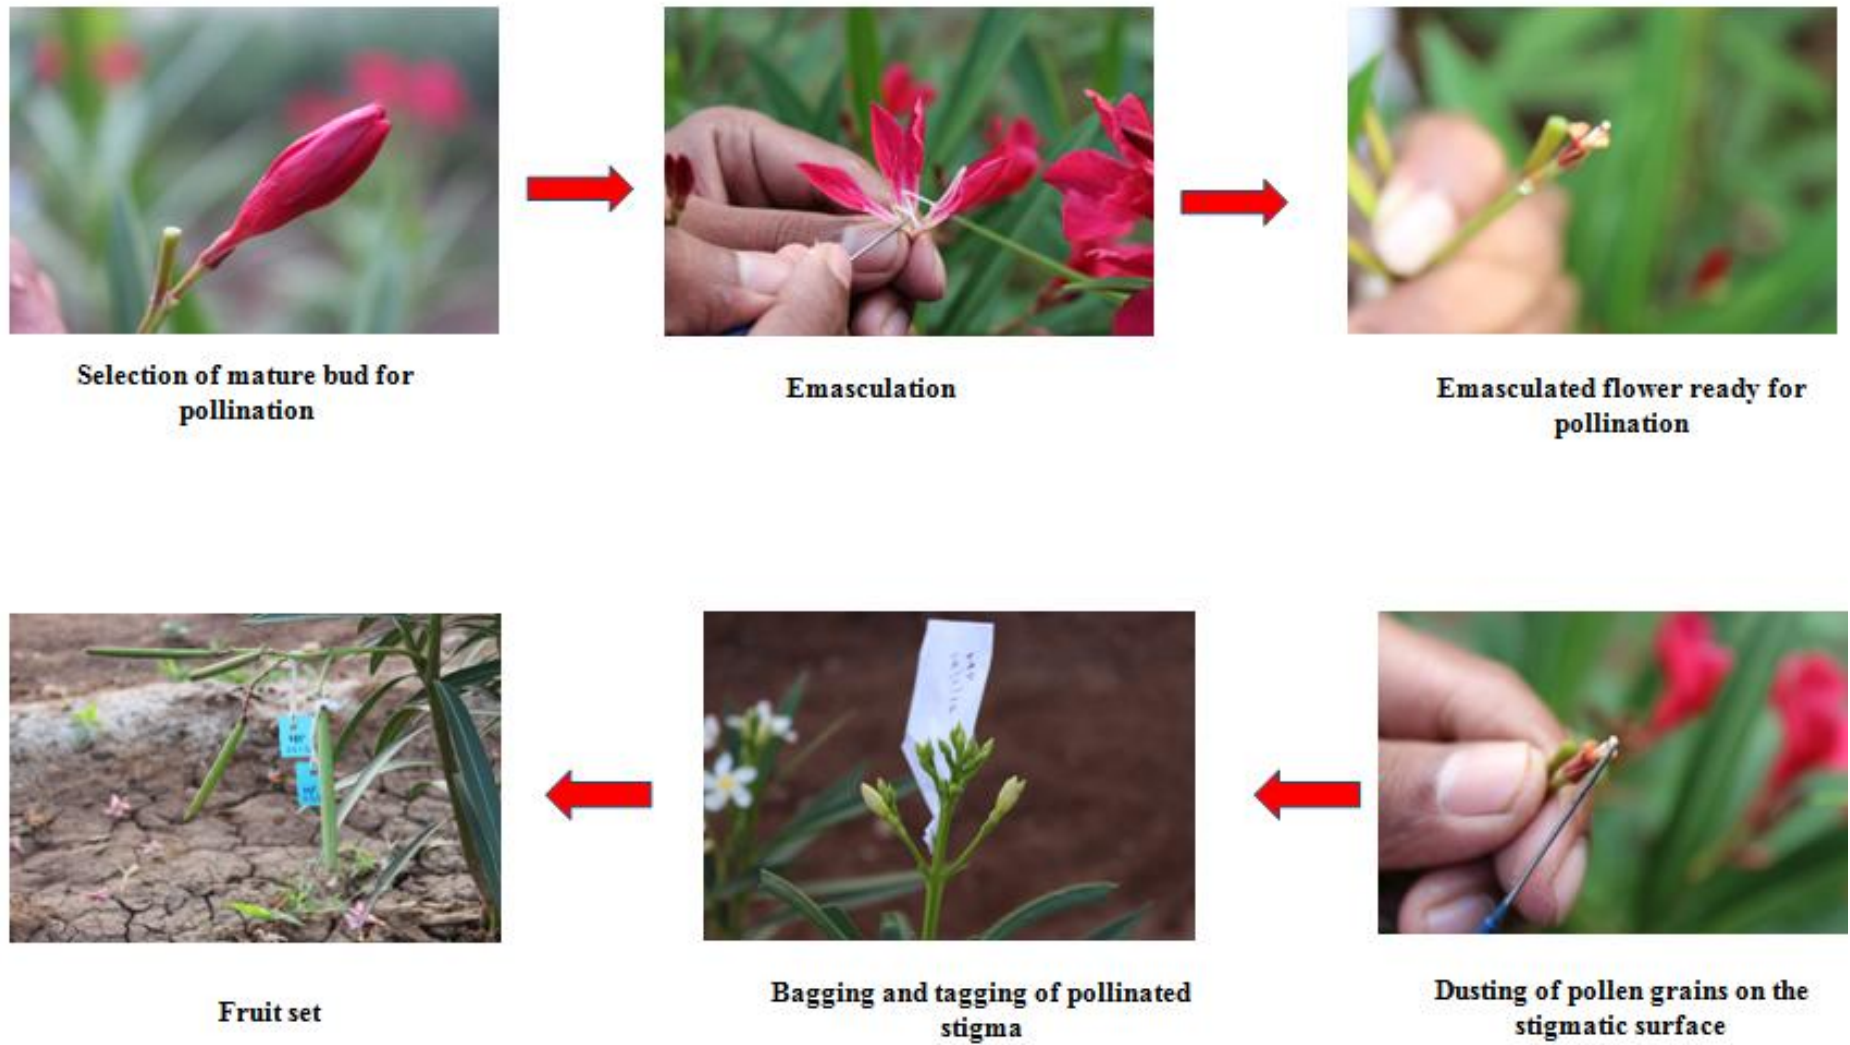 Selection of mature bud for
pollination
Emasculation
Emasculated flower ready for
pollination
Dusting of pollen grains on the
stigmatic surface
Bagging and tagging of pollinated
stigma
Fruit set